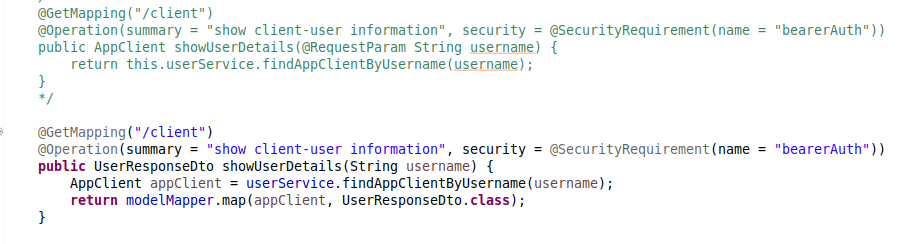 @GetMapping("/client")
@Operation(summary = "show client-user information", security = @SecurityRequirement(name = "bearerAuth"))
public AppClient showUserDetails(@RequestParam String username) {
return this.userService.findAppClientByUsername(username);
}
*/
@GetMapping("/client")
@Operation(summary = "show client-user information", security = @SecurityRequirement(name = "bearerAuth"))
public UserResponseDto showUserDetails(String username) {
AppClient appClient = userService.findAppClientByUsername(username);
return modelMapper.map(appClient, UserResponseDto.class);
}